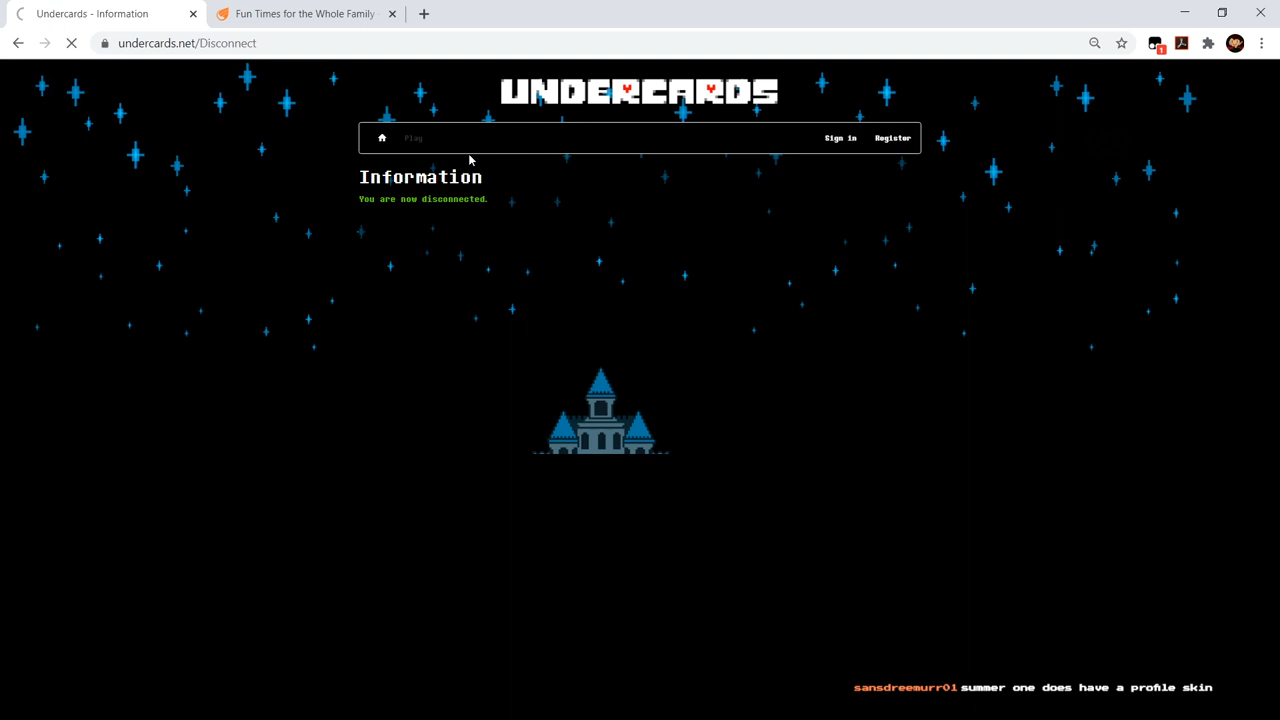 Undercards - Information
Fun Times for the Whole Family
undercards.net/Disconnect
1
UNDERCARDS
Play
Sign in
Register
Information
You are now disconnected.
sansdreemurr01 summer one does have a profile skin